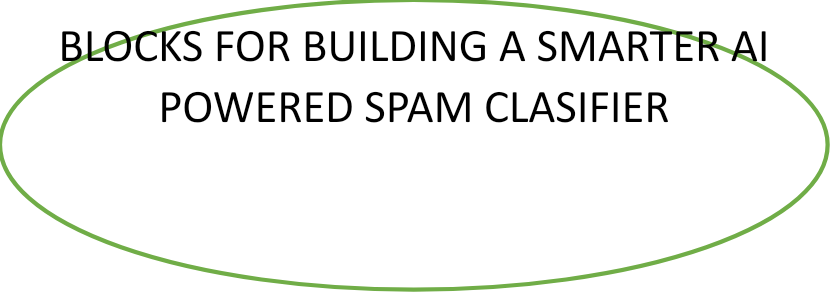 BLOCKS FOR BUILDING A SMARTER AI
POWERED SPAM CLASIFIER